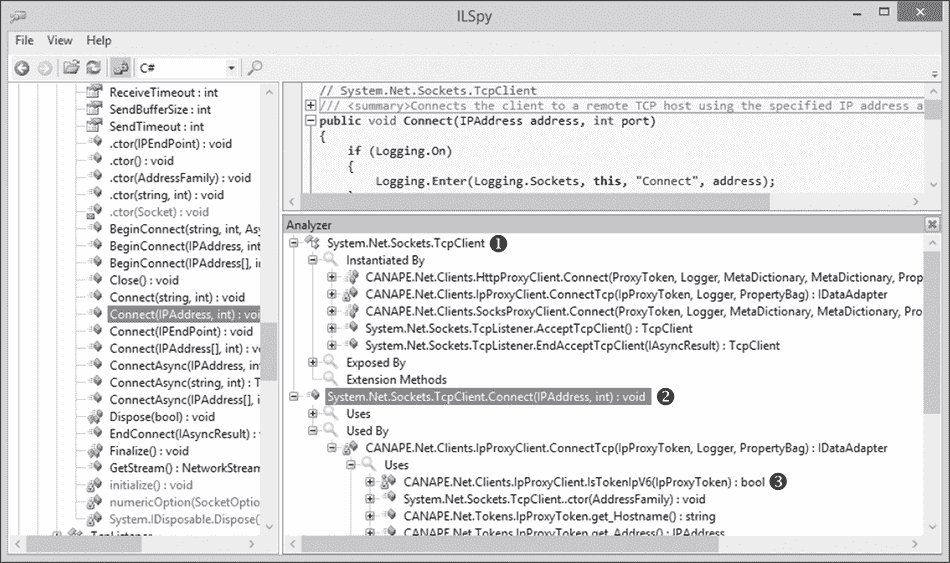 ILSpy
File View Help
C#
ReceiveTimeout : int
SendBufferSize : int
SendTimeout : int
.ctor(IPEndPoint) : void
.ctor() : void
.ctor(AddressFamily) : void
.ctor(string, int) : void
.ctor(Socket) : void
BeginConnect(string, int, Asy
BeginConnect(IPAddress, int
BeginConnect(IPAddress[], int
Close() : void
Connect(string, int) : void
Connect(IPAddress, int) : voi
Connect(IPEndPoint) : void
Connect(IPAddress[], int) : vo
ConnectAsync(IPAddress, int
ConnectAsync(string, int) : T
ConnectAsync(IPAddress[], i
Dispose(bool) : void
EndConnect(IAsyncResult) : v
Finalize() : void
GetStream() : NetworkStream
initialize() : void
numericOption(SocketOptio
System.IDisposable.Dispose(
TcpListener
// System.Net.Sockets.TcpClient
/// <summary>Connects the client to a remote TCP host using the specified IP address a
public void Connect(IPAddress address, int port)
{
if (Logging.On)
{
Logging.Enter(Logging.Sockets, this, "Connect", address);
Analyzer
System.Net.Sockets.TcpClient ❶
Instantiated By
CANAPE.Net.Clients.HttpProxyClient.Connect(ProxyToken, Logger, MetaDictionary, MetaDictionary, Prop
CANAPE.Net.Clients.IpProxyClient.ConnectTcp(IpProxyToken, Logger, PropertyBag) : IDataAdapter
CANAPE.Net.Clients.SocksProxyClient.Connect(ProxyToken, Logger, MetaDictionary, MetaDictionary, Pro
System.Net.Sockets.TcpListener.AcceptTcpClient() : TcpClient
System.Net.Sockets.TcpListener.EndAcceptTcpClient(IAsyncResult) : TcpClient
Exposed By
Extension Methods
System.Net.Sockets.TcpClient.Connect(IPAddress, int) : void ❷
Uses
Used By
CANAPE.Net.Clients.IpProxyClient.ConnectTcp(IpProxyToken, Logger, PropertyBag) : IDataAdapter
Uses
CANAPE.Net.Clients.IpProxyClient.IsTokenIpV6(IpProxyToken) : bool ❸
System.Net.Sockets.TcpClient..ctor(AddressFamily) : void
CANAPE.Net.Tokens.IpProxyToken.get_Hostname() : string
CANAPE.Net.Tokens.IpProxyToken.get_Address() : IPAddress